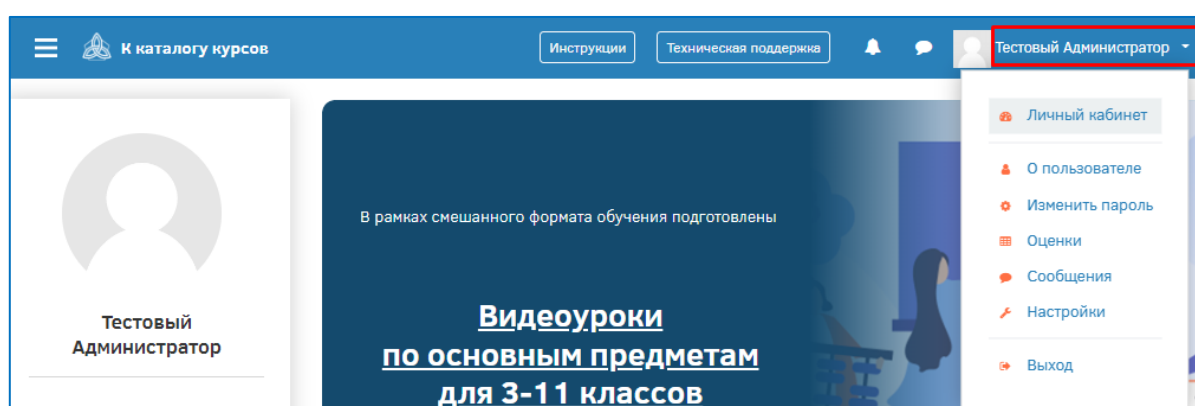 К каталогу курсов
Инструкции
Техническая поддержка
Тестовый Администратор
Тестовый
Администратор
В рамках смешанного формата обучения подготовлены
Видеоуроки
по основным предметам
для 3-11 классов
Личный кабинет
О пользователе
Изменить пароль
Оценки
Сообщения
Настройки
Выход